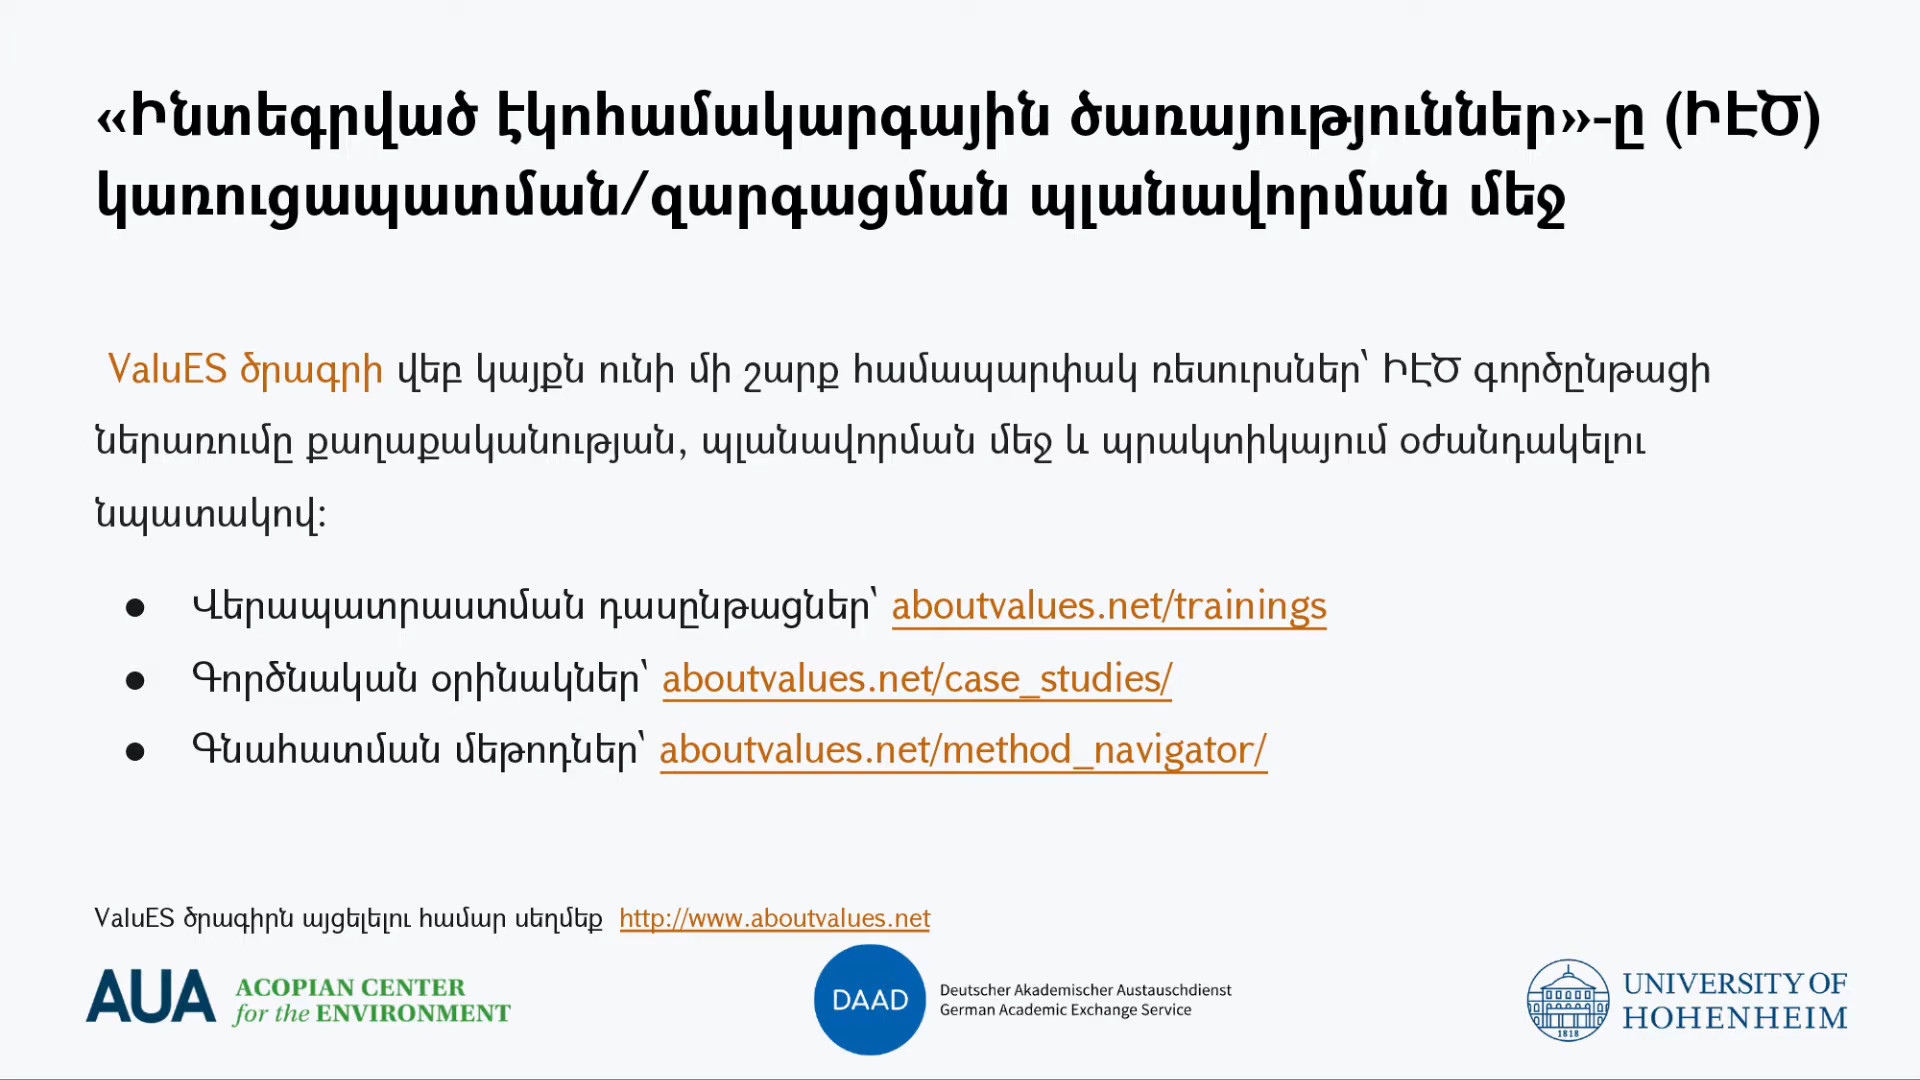 «Ինտեգրված էկոհամակարգային ծառայություններ»-ը (ԻԷԾ)
կառուցապատման/զարգացման պլանավորման մեջ
ValuES ծրագրի վեբ կայքն ունի մի շարք համապարփակ ռեսուրսներ՝ ԻԷԾ գործընթացի
ներառումը քաղաքականության, պլանավորման մեջ և պրակտիկայում օժանդակելու
նպատակով:
● Վերապատրաստման դասընթացներ՝ aboutvalues.net/trainings
● Գործնական օրինակներ՝ aboutvalues.net/case_studies/
● Գնահատման մեթոդներ՝ aboutvalues.net/method_navigator/
ValuES ծրագիրն այցելելու համար սեղմեք http://www.aboutvalues.net
AUA ACOPIAN CENTER
for the ENVIRONMENT
DAAD
Deutscher Akademischer Austauschdienst
German Academic Exchange Service
1818
UNIVERSITY OF
HOHENHEIM